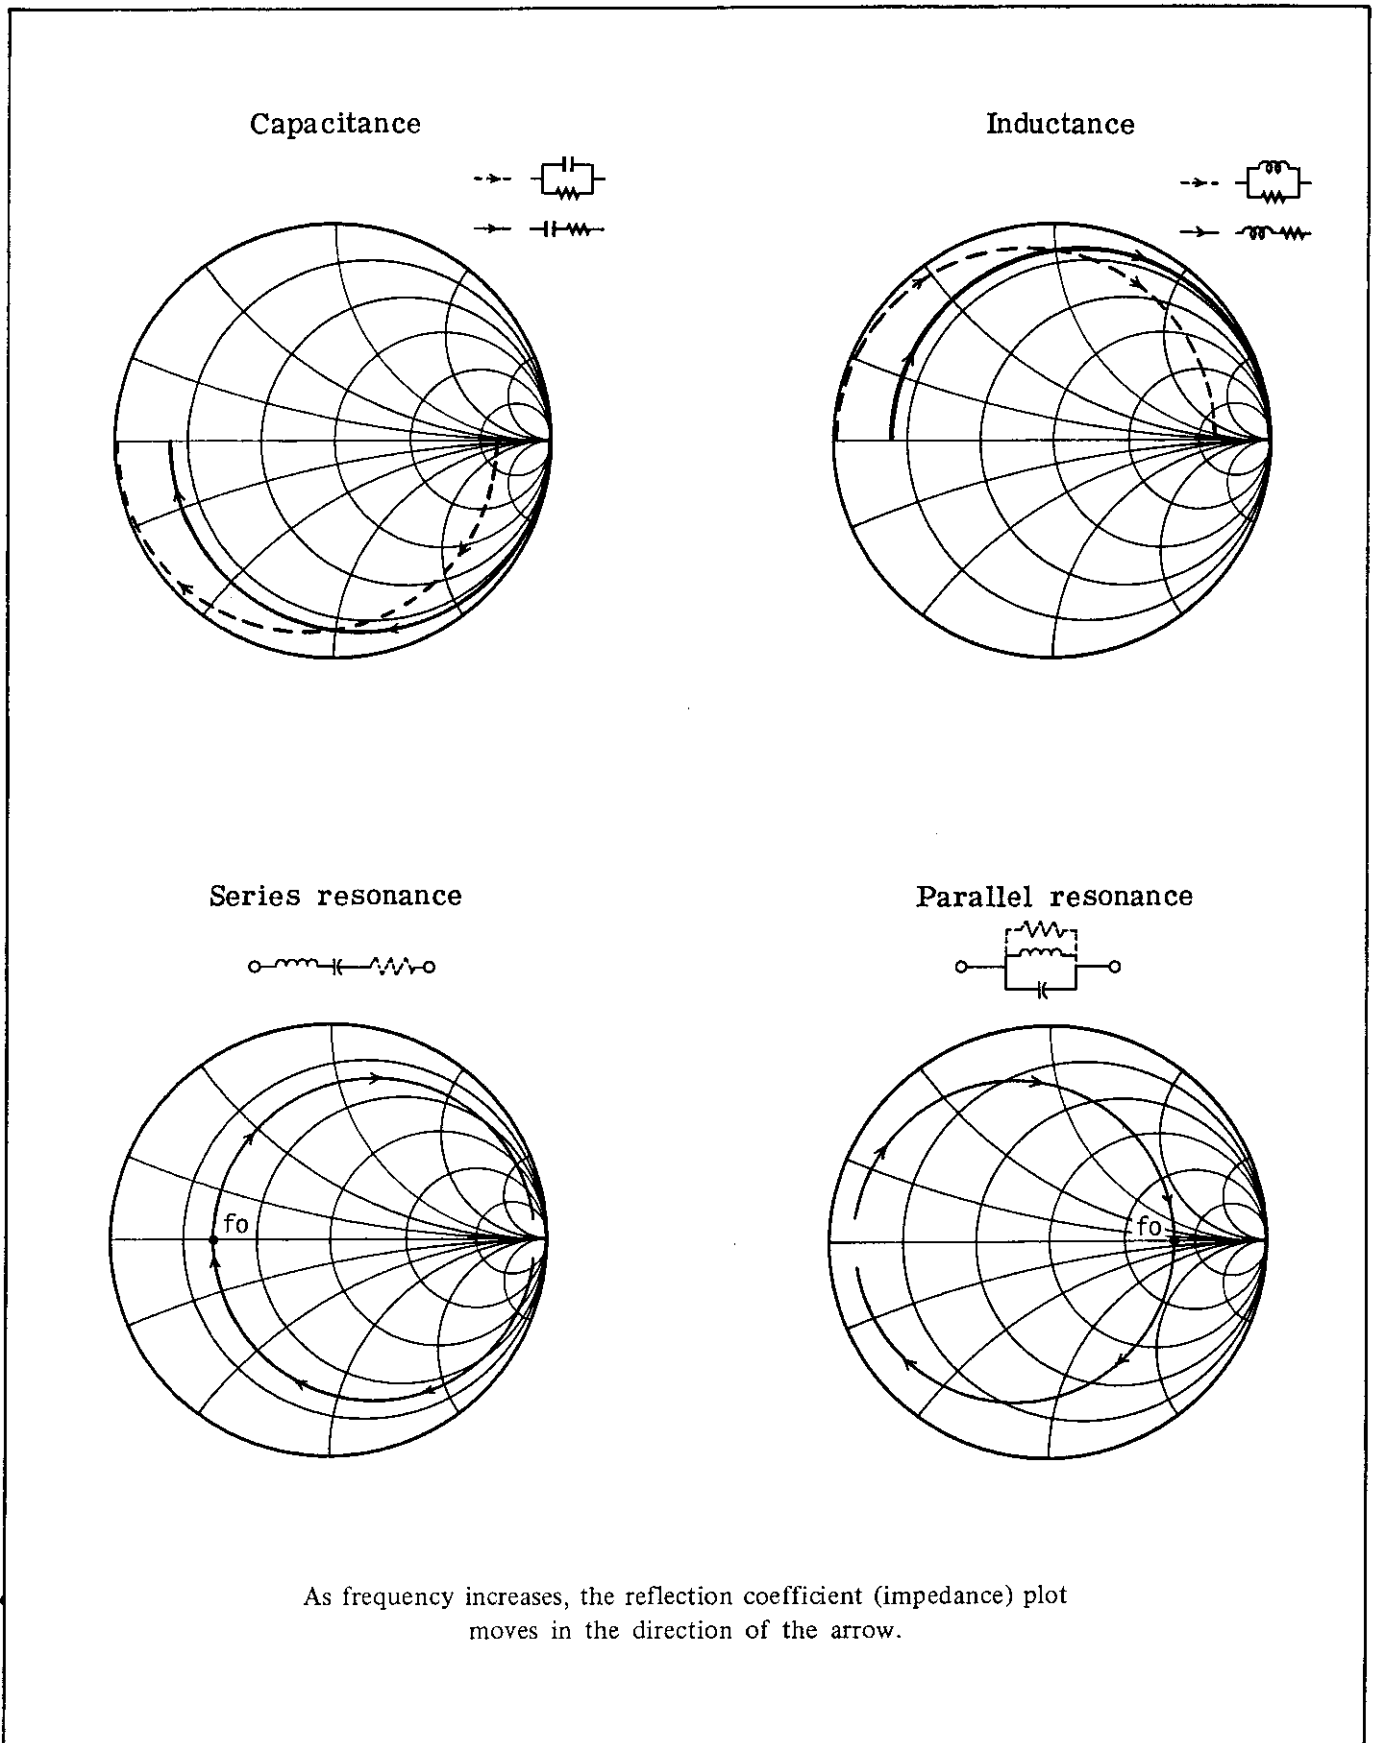 Capacitance
Inductance
Series resonance
Parallel resonance
fo
fo
As frequency increases, the reflection coefficient (impedance) plot
moves in the direction of the arrow.